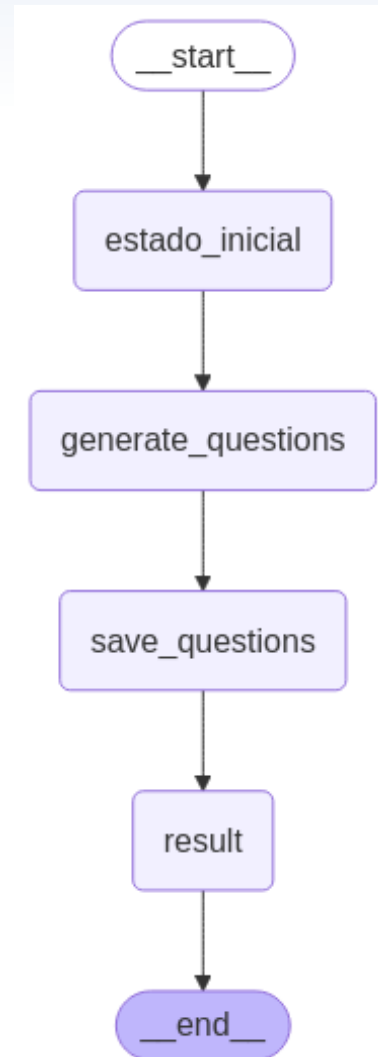 __start__
estado_inicial
generate_questions
save_questions
result
__end__